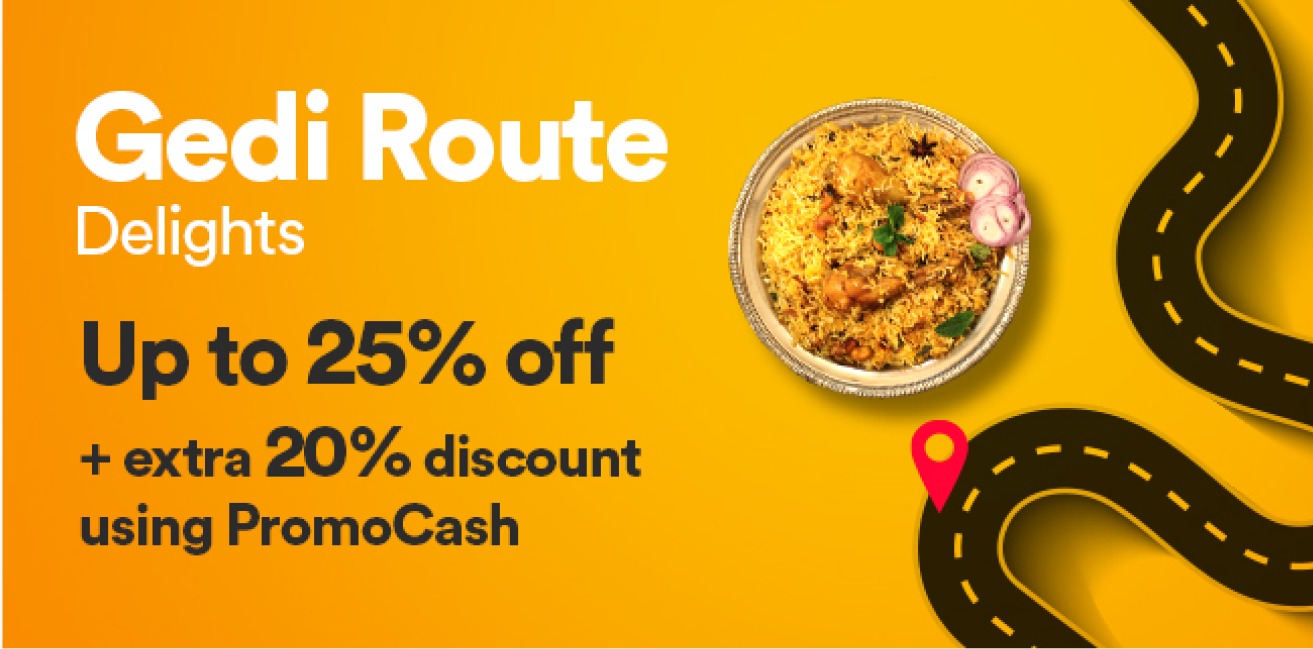 Gedi Route
Delights
Up to 25% off
+ extra 20% discount
using PromoCash